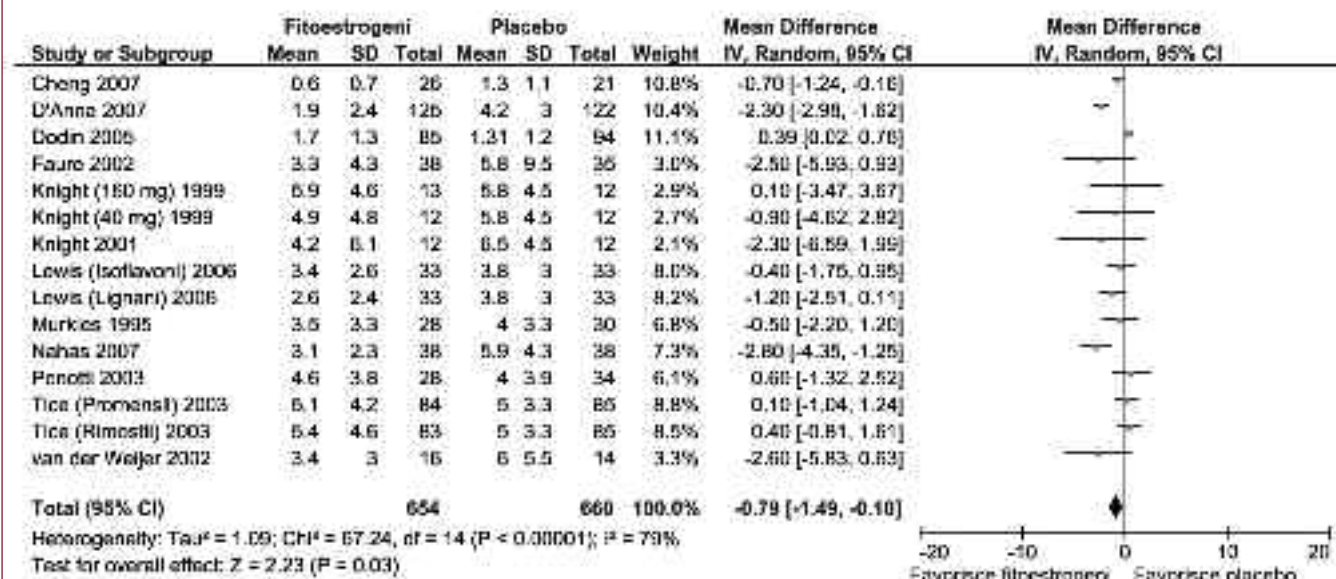 Fitoestrogeni Placebo Mean Difference Mean Difference
Study or Subgroup Mean SD Total Mean SD Total Weight IV, Random, 95% CI IV, Random, 95% CI
Cheng 2007 0.6 0.7 26 1.3 1.1 21 10.8% -0.70 [-1.24, -0.16]
D'Anna 2007 1.9 2.4 125 4.2 3 122 10.4% -2.30 [-2.98, -1.62]
Dodin 2005 1.7 1.3 85 1.31 1.2 94 11.1% 0.39 [0.02, 0.76]
Faure 2002 3.3 4.3 38 5.8 9.5 35 3.0% -2.50 [-5.93, 0.93]
Knight (160 mg) 1999 5.9 4.6 13 5.8 4.5 12 2.9% 0.10 [-3.47, 3.67]
Knight (40 mg) 1999 4.9 4.8 12 5.8 4.5 12 2.7% -0.90 [-4.62, 2.82]
Knight 2001 4.2 6.1 12 6.5 4.5 12 2.1% -2.30 [-6.59, 1.99]
Lewis (Isoflavoni) 2006 3.4 2.6 33 3.8 3 33 8.0% -0.40 [-1.75, 0.95]
Lewis (Lignani) 2006 2.6 2.4 33 3.8 3 33 8.2% -1.20 [-2.51, 0.11]
Murkies 1995 3.5 3.3 28 4 3.3 30 6.8% -0.50 [-2.20, 1.20]
Nahas 2007 3.1 2.3 38 5.9 4.3 38 7.3% -2.80 [-4.35, -1.25]
Penotti 2003 4.6 3.8 28 4 3.9 34 6.1% 0.60 [-1.32, 2.52]
Tice (Promensil) 2003 5.1 4.2 84 5 3.3 85 8.8% 0.10 [-1.04, 1.24]
Tice (Rimostil) 2003 5.4 4.6 83 5 3.3 85 8.5% 0.40 [-0.81, 1.61]
van der Weijer 2002 3.4 3 16 6 5.5 14 3.3% -2.60 [-5.83, 0.63]
Total (95% CI) 654 660 100.0% -0.79 [-1.49, -0.10]
Heterogeneity: Tau² = 1.09; Chi² = 67.24, df = 14 (P < 0.00001); I² = 79%
Test for overall effect: Z = 2.23 (P = 0.03)
-20 -10 0 10 20
Favorisce fitoestrogeni Favorisce placebo